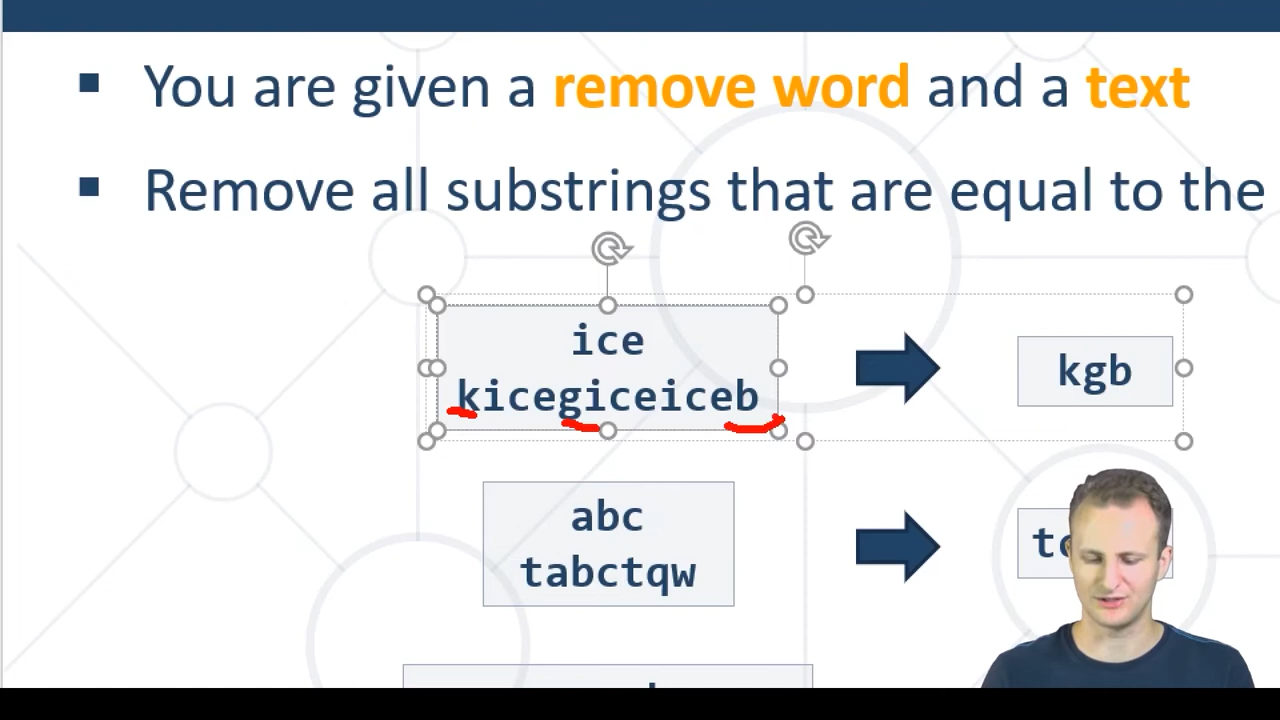 You are given a remove word and a text
Remove all substrings that are equal to the
ice
kicegiceiceb
kgb
abc
tabctqw